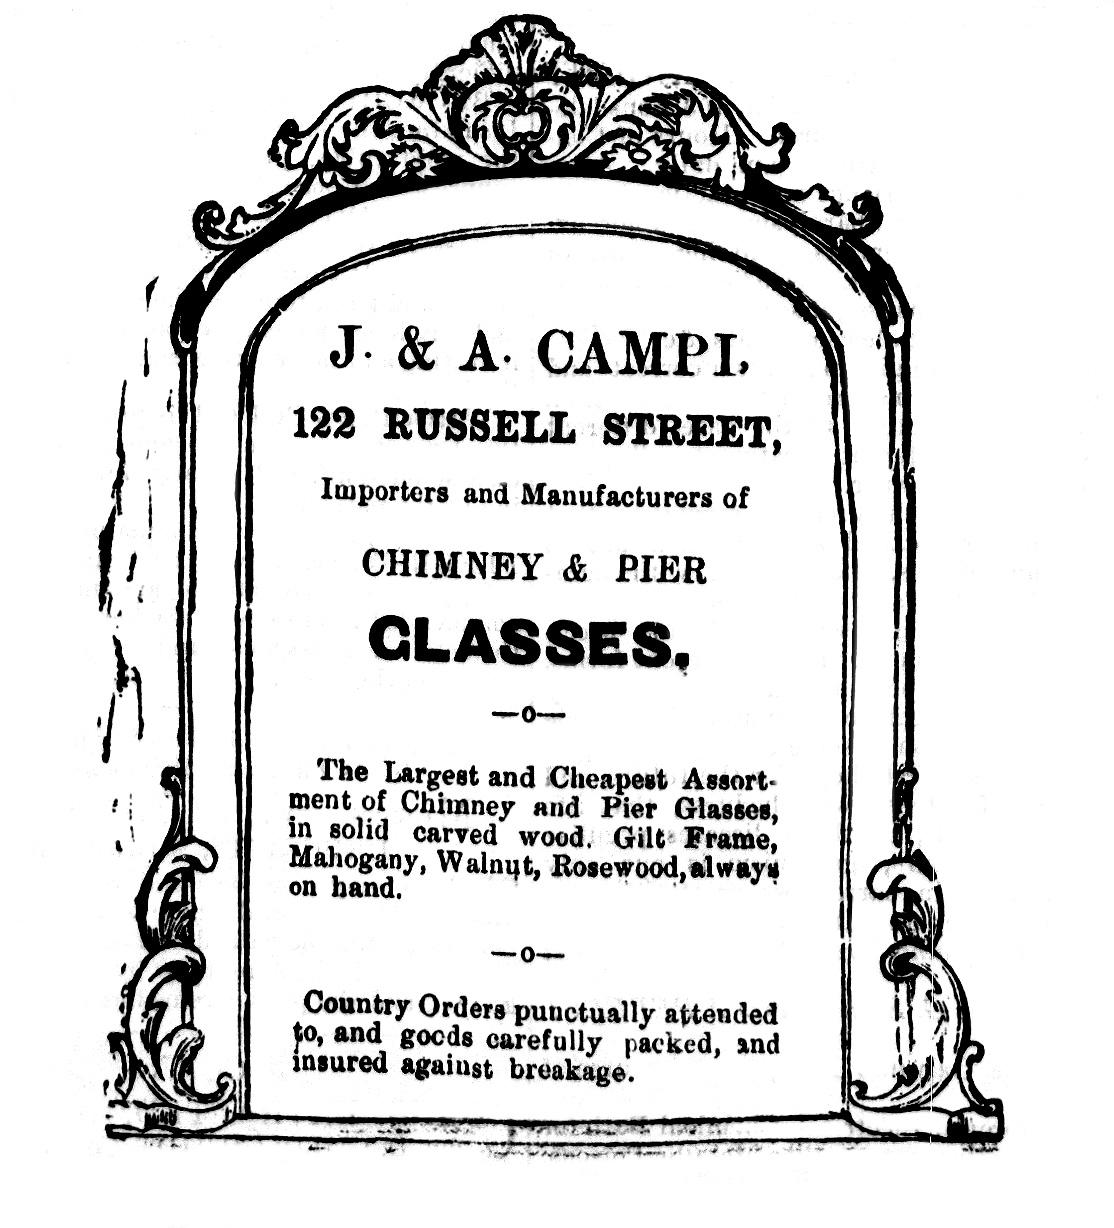 J. & A. CAMPI,
122 RUSSELL STREET,
Importers and Manufacturers of
CHIMNEY & PIER
GLASSES.
—o—
The Largest and Cheapest Assort-
ment of Chimney and Pier Glasses,
in solid carved wood. Gilt Frame,
Mahogany, Walnut, Rosewood, always
on hand.
—o—
Country Orders punctually attended
to, and goods carefully packed, and
insured against breakage.